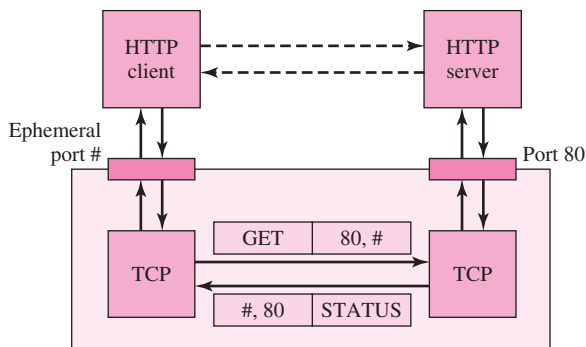 HTTP
client
HTTP
server
Ephemeral
port #
Port 80
GET
80, #
TCP
TCP
#, 80
STATUS